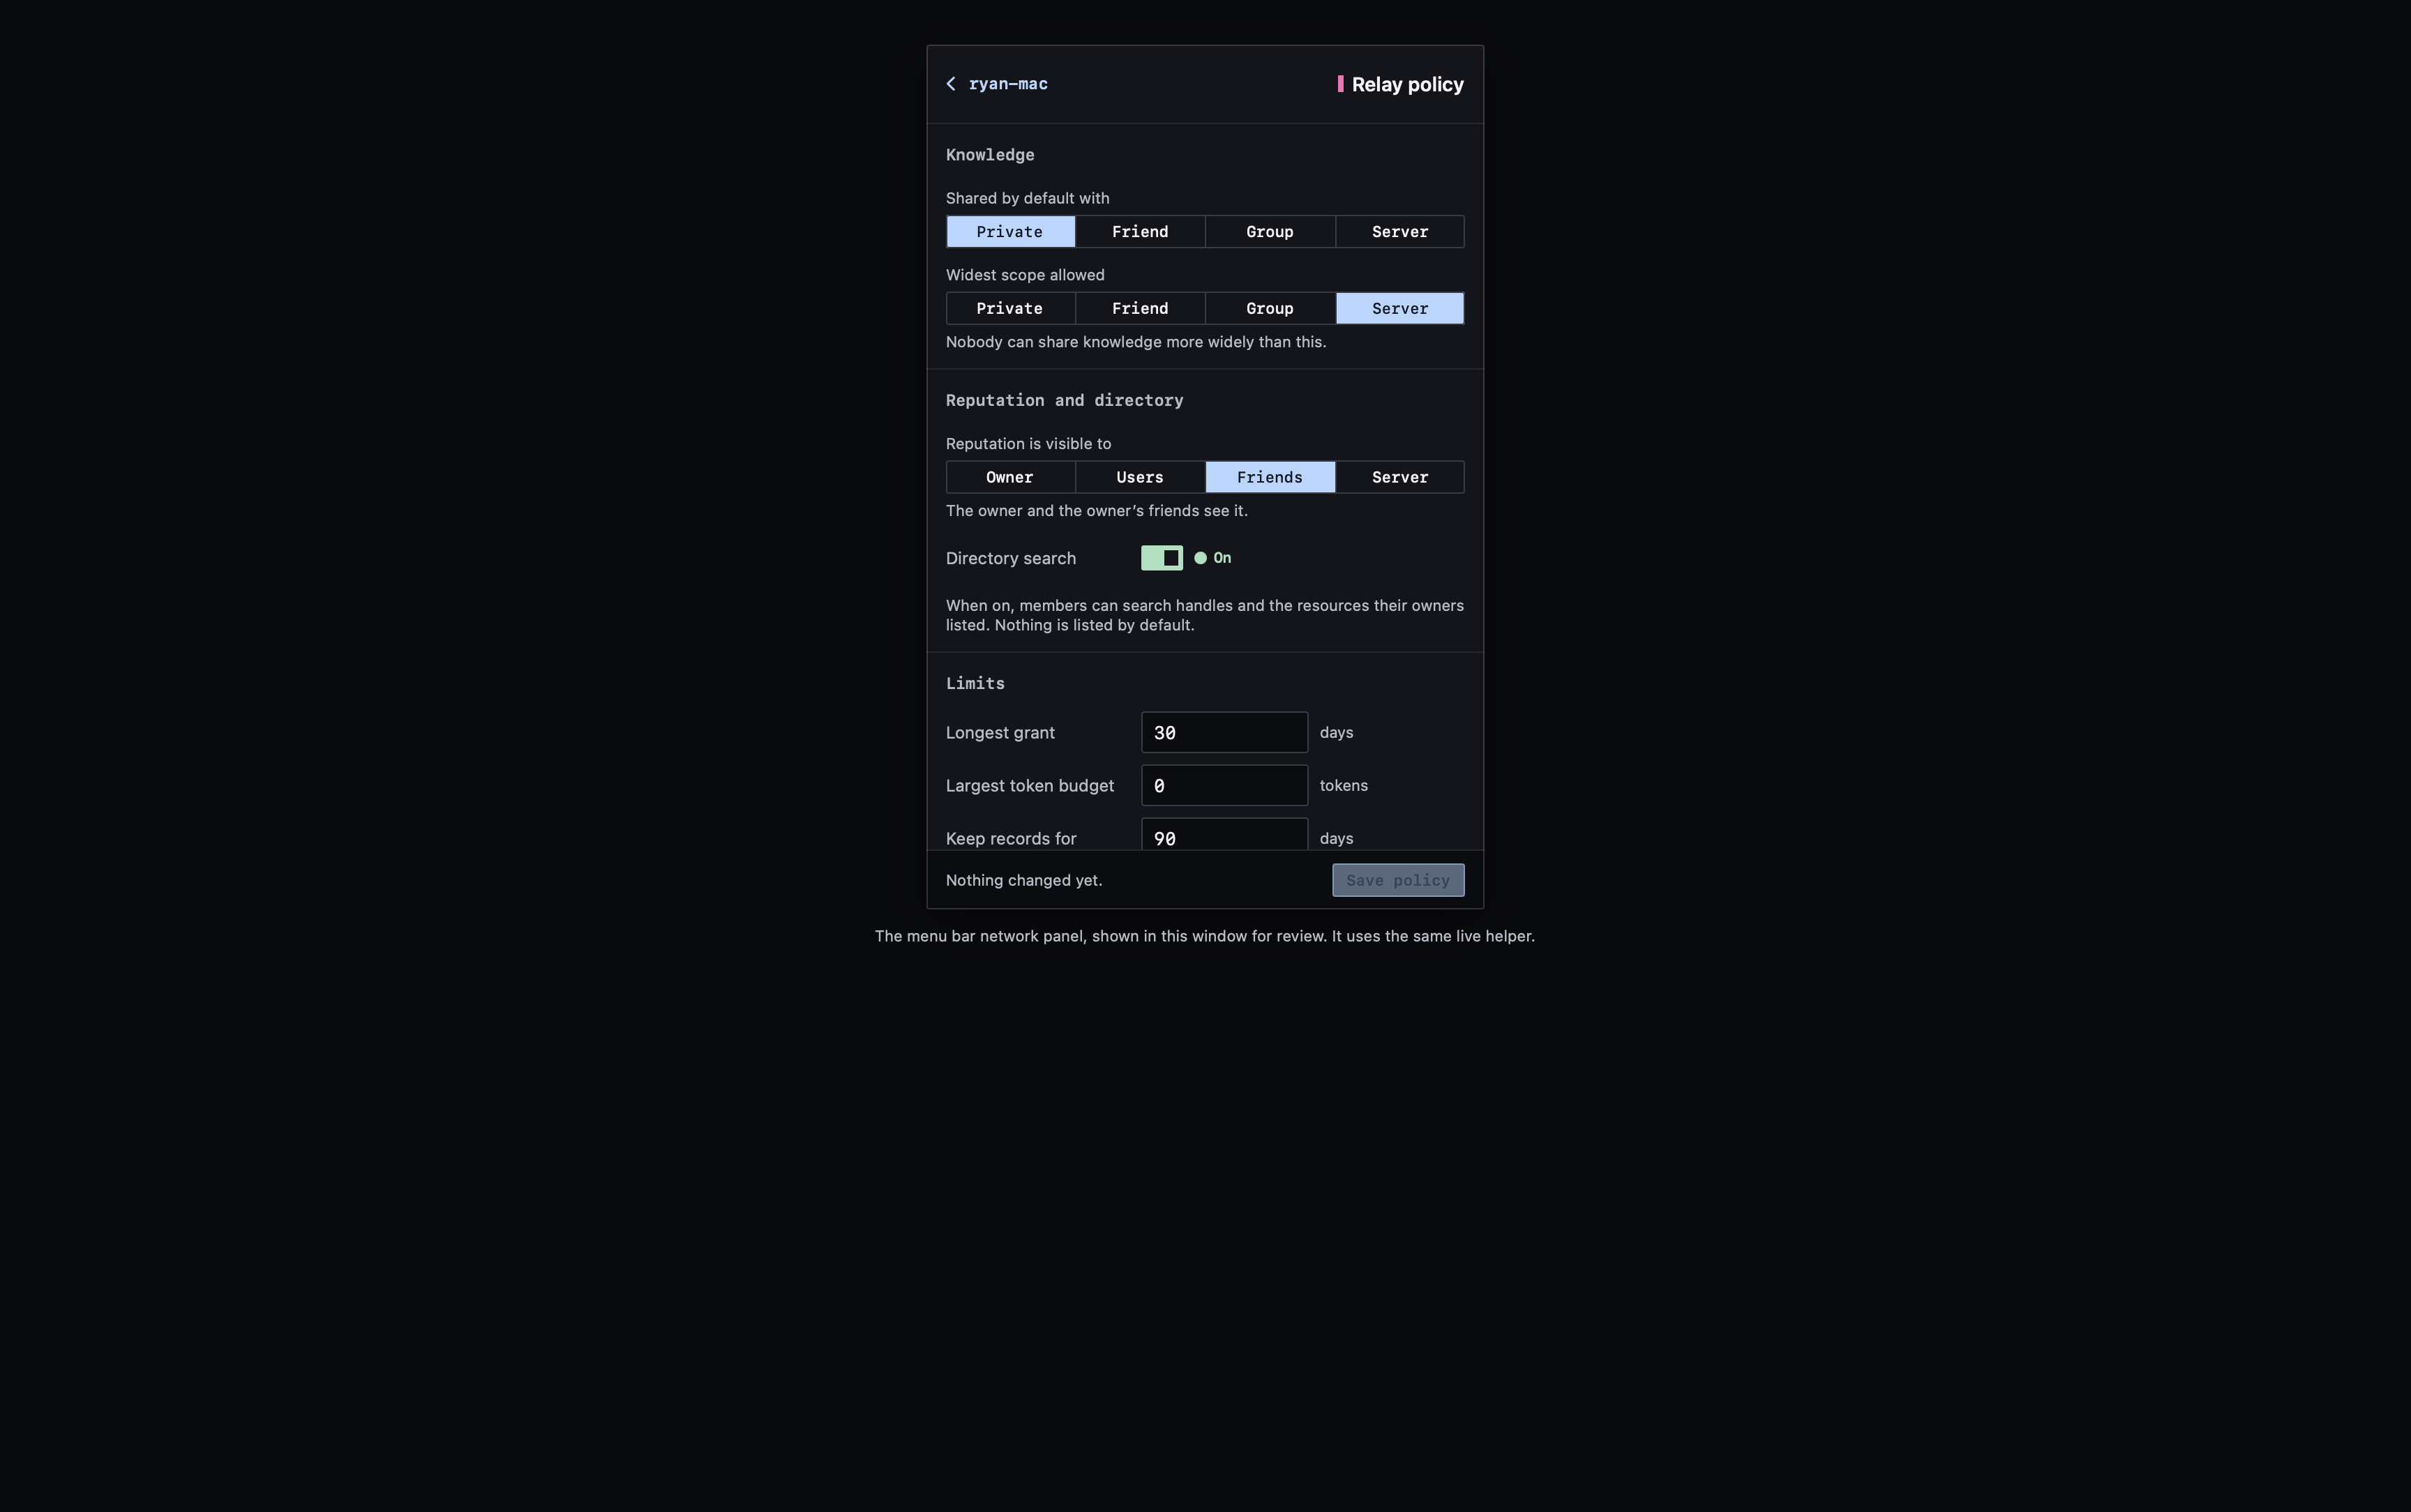 ryan-mac
Relay policy
Knowledge
Shared by default with
Private Friend Group Server
Widest scope allowed
Private Friend Group Server
Nobody can share knowledge more widely than this.
Reputation and directory
Reputation is visible to
Owner Users Friends Server
The owner and the owner’s friends see it.
Directory search On
When on, members can search handles and the resources their owners
listed. Nothing is listed by default.
Limits
Longest grant 30 days
Largest token budget 0 tokens
Keep records for 90 days
Nothing changed yet. Save policy
The menu bar network panel, shown in this window for review. It uses the same live helper.